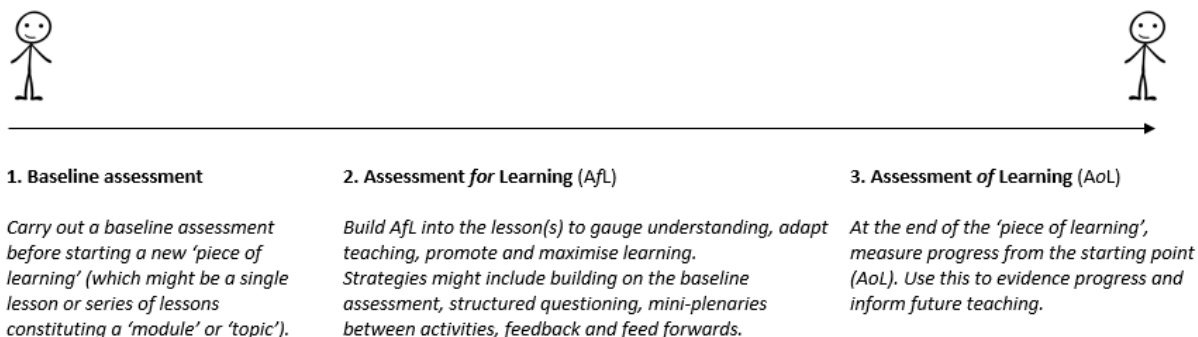 1. Baseline assessment
Carry out a baseline assessment
before starting a new ‘piece of
learning’ (which might be a single
lesson or series of lessons
constituting a ‘module’ or ‘topic’).
2. Assessment for Learning (AfL)
Build AfL into the lesson(s) to gauge understanding, adapt
teaching, promote and maximise learning.
Strategies might include building on the baseline
assessment, structured questioning, mini-plenaries
between activities, feedback and feed forwards.
3. Assessment of Learning (AoL)
At the end of the ‘piece of learning’,
measure progress from the starting point
(AoL). Use this to evidence progress and
inform future teaching.